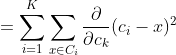 = \sum_{i=1}^{K} \sum_{x \in C_i} \frac{\partial}{\partial c_k} (c_i - x)^2